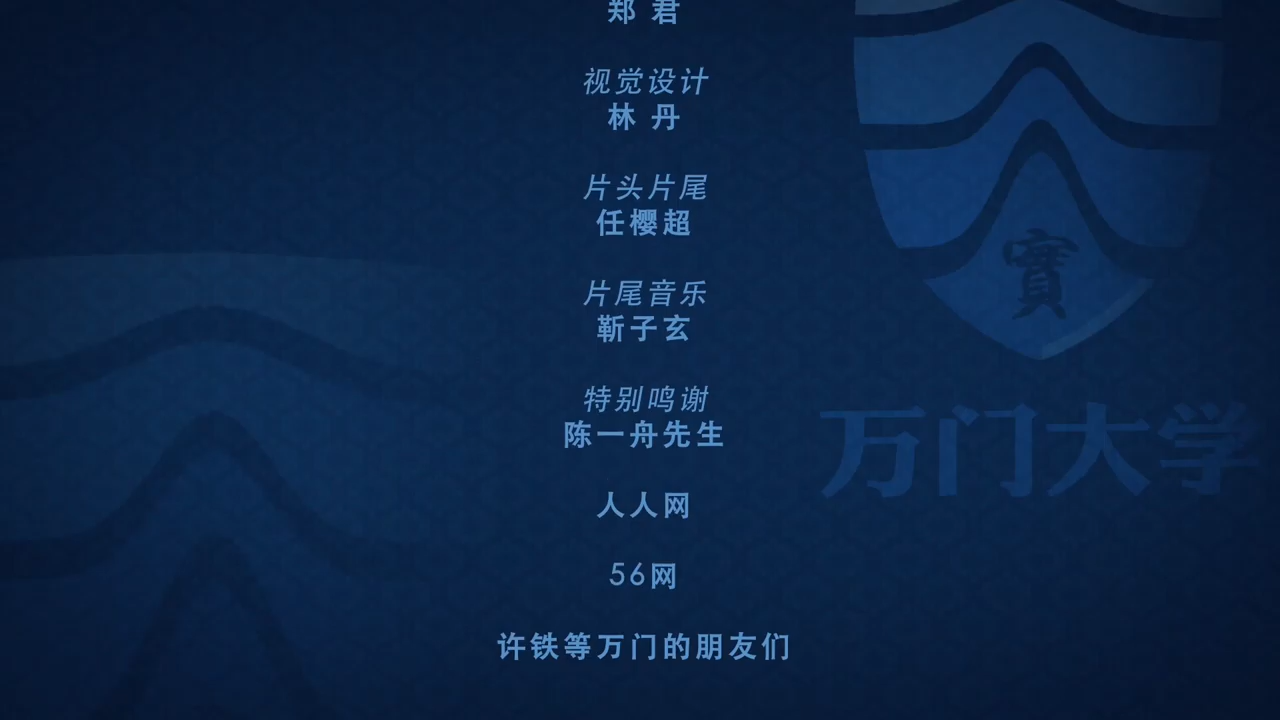 郑 君
视觉设计
林 丹
片头片尾
任樱超
片尾音乐
靳子玄
特别鸣谢
陈一舟先生
人人网
56网
许铁等万门的朋友们
實
万门大学